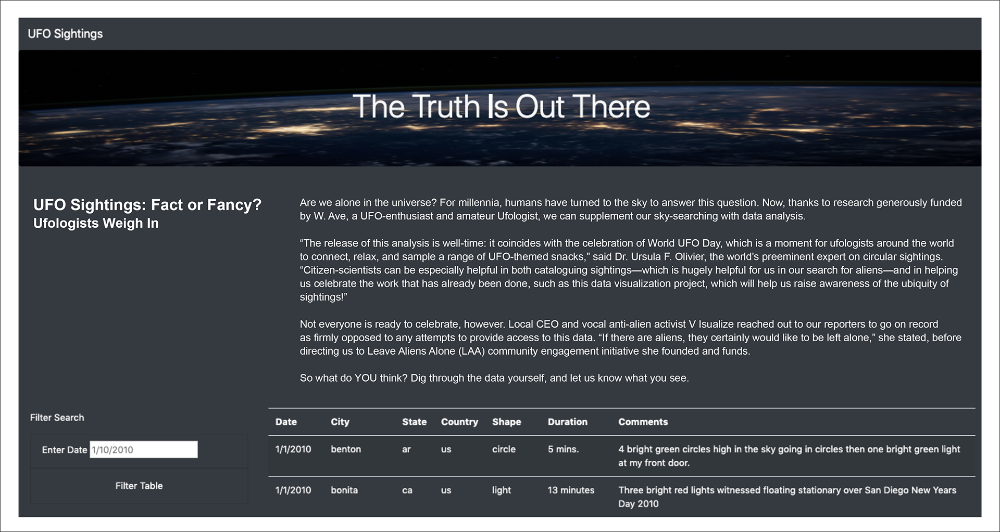 UFO Sightings
The Truth Is Out There
UFO Sightings: Fact or Fancy?
Ufologists Weigh In
Are we alone in the universe? For millennia, humans have turned to the sky to answer this question. Now, thanks to research generously funded
by W. Ave, a UFO-enthusiast and amateur Ufologist, we can supplement our sky-searching with data analysis.
“The release of this analysis is well-time: it coincides with the celebration of World UFO Day, which is a moment for ufologists around the world
to connect, relax, and sample a range of UFO-themed snacks,” said Dr. Ursula F. Olivier, the world’s preeminent expert on circular sightings.
“Citizen-scientists can be especially helpful in both cataloguing sightings—which is hugely helpful for us in our search for aliens—and in helping
us celebrate the work that has already been done, such as this data visualization project, which will help us raise awareness of the ubiquity of
sightings!”
Not everyone is ready to celebrate, however. Local CEO and vocal anti-alien activist V Isualize reached out to our reporters to go on record
as firmly opposed to any attempts to provide access to this data. “If there are aliens, they certainly would like to be left alone,” she stated, before
directing us to Leave Aliens Alone (LAA) community engagement initiative she founded and funds.
So what do YOU think? Dig through the data yourself, and let us know what you see.
Filter Search
Enter Date 1/10/2010
Filter Table
Date City State Country Shape Duration Comments
1/1/2010 benton ar us circle 5 mins. 4 bright green circles high in the sky going in circles then one bright green light
at my front door.
1/1/2010 bonita ca us light 13 minutes Three bright red lights witnessed floating stationary over San Diego New Years
Day 2010